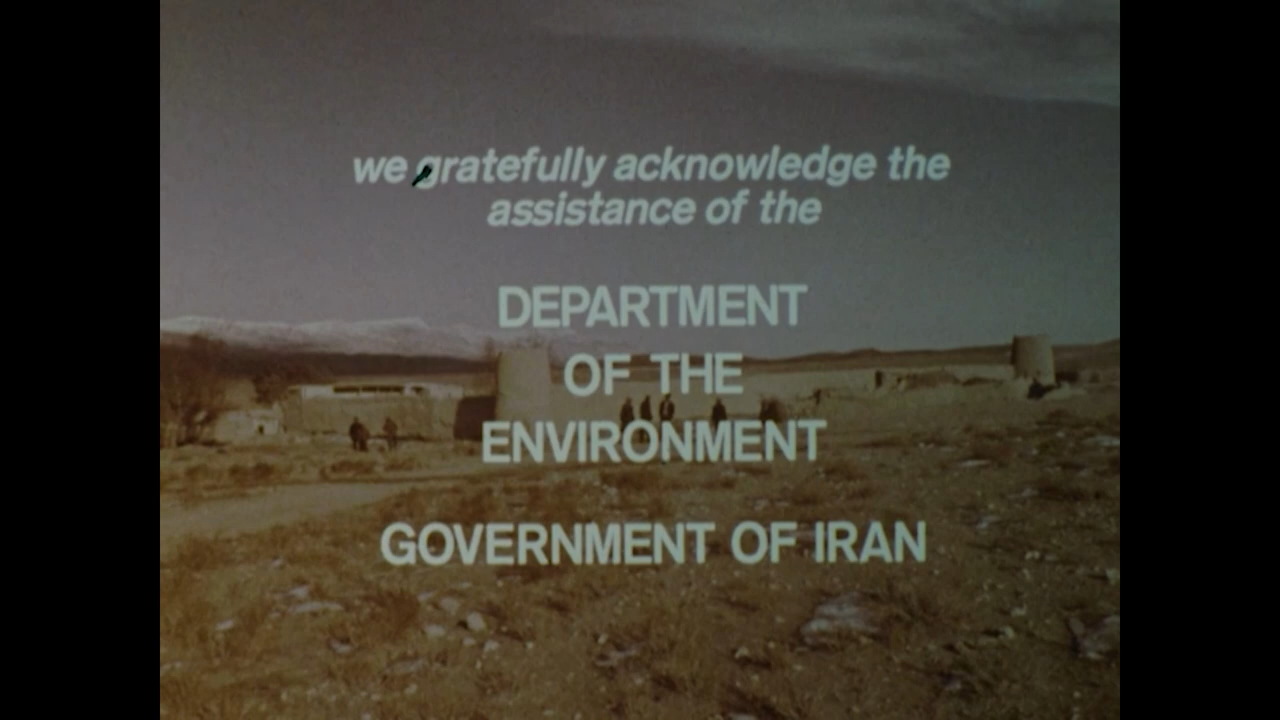 we gratefully acknowledge the
assistance of the
DEPARTMENT
OF THE
ENVIRONMENT
GOVERNMENT OF IRAN